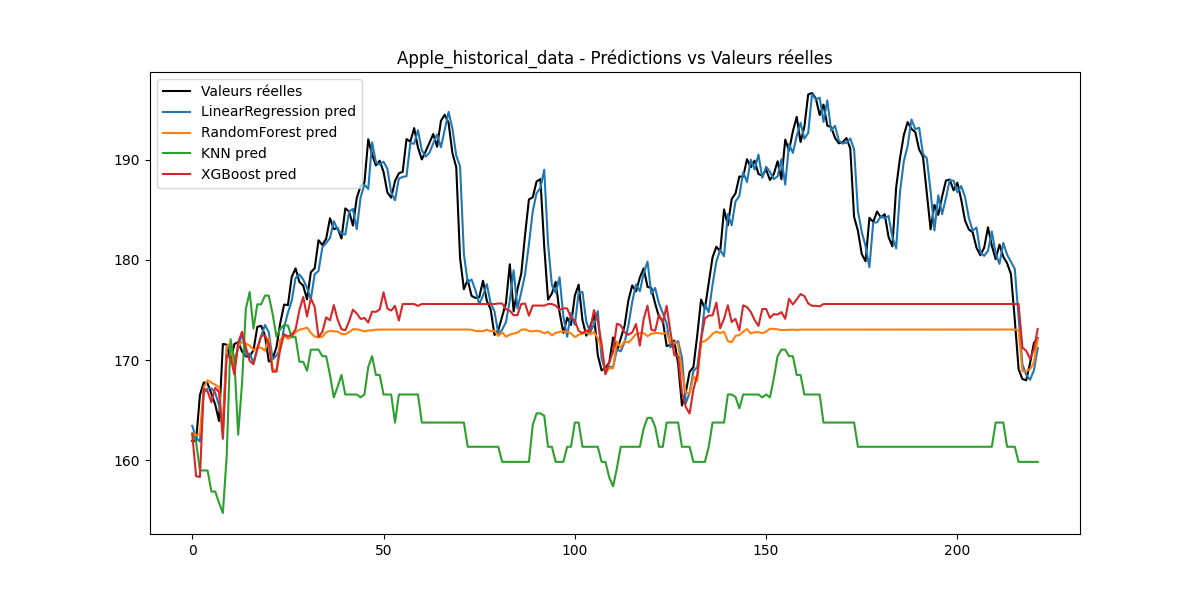 Apple_historical_data - Prédictions vs Valeurs réelles
Valeurs réelles
LinearRegression pred
RandomForest pred
KNN pred
XGBoost pred
190
180
170
160
0 50 100 150 200